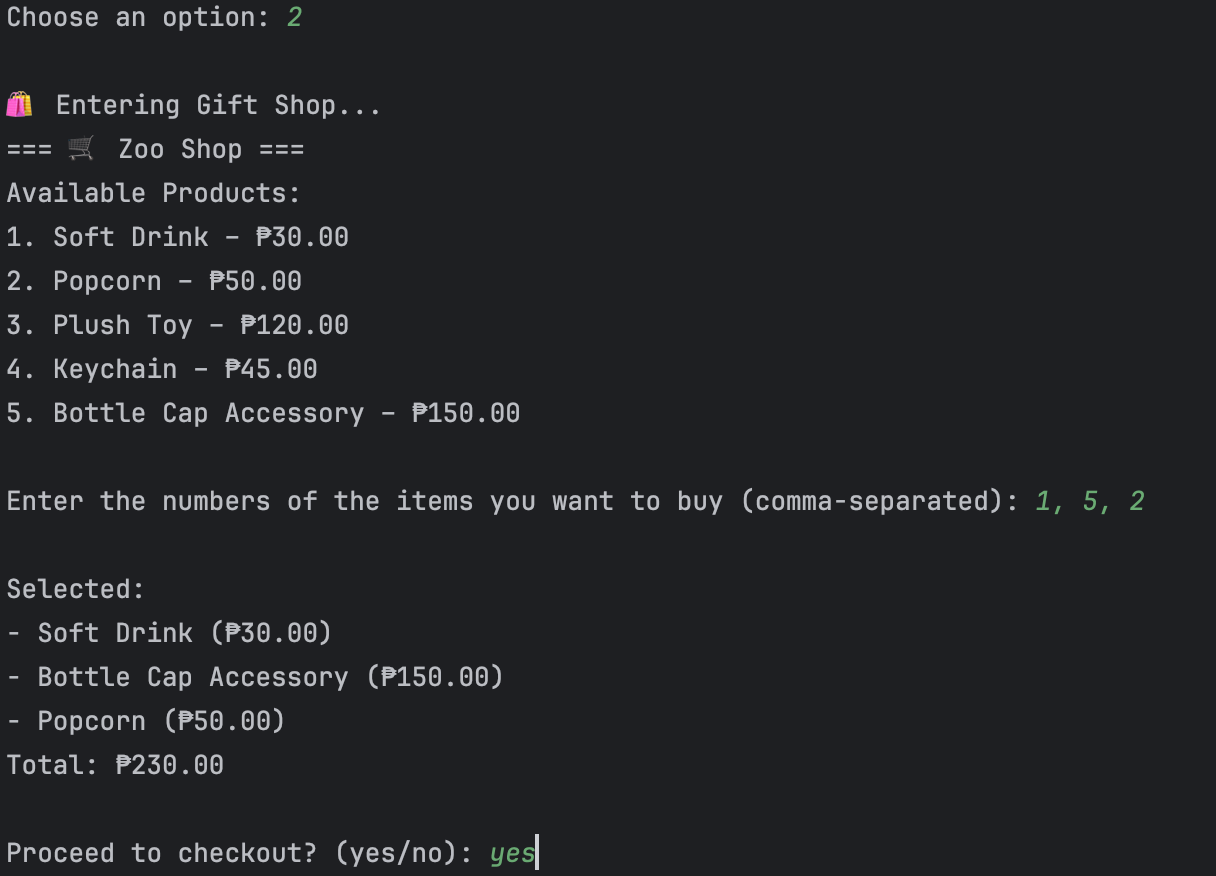 Choose an option: 2
🛍️ Entering Gift Shop...
=== 🛒 Zoo Shop ===
Available Products:
1. Soft Drink – ₱30.00
2. Popcorn – ₱50.00
3. Plush Toy – ₱120.00
4. Keychain – ₱45.00
5. Bottle Cap Accessory – ₱150.00
Enter the numbers of the items you want to buy (comma-separated): 1, 5, 2
Selected:
- Soft Drink (₱30.00)
- Bottle Cap Accessory (₱150.00)
- Popcorn (₱50.00)
Total: ₱230.00
Proceed to checkout? (yes/no): yes